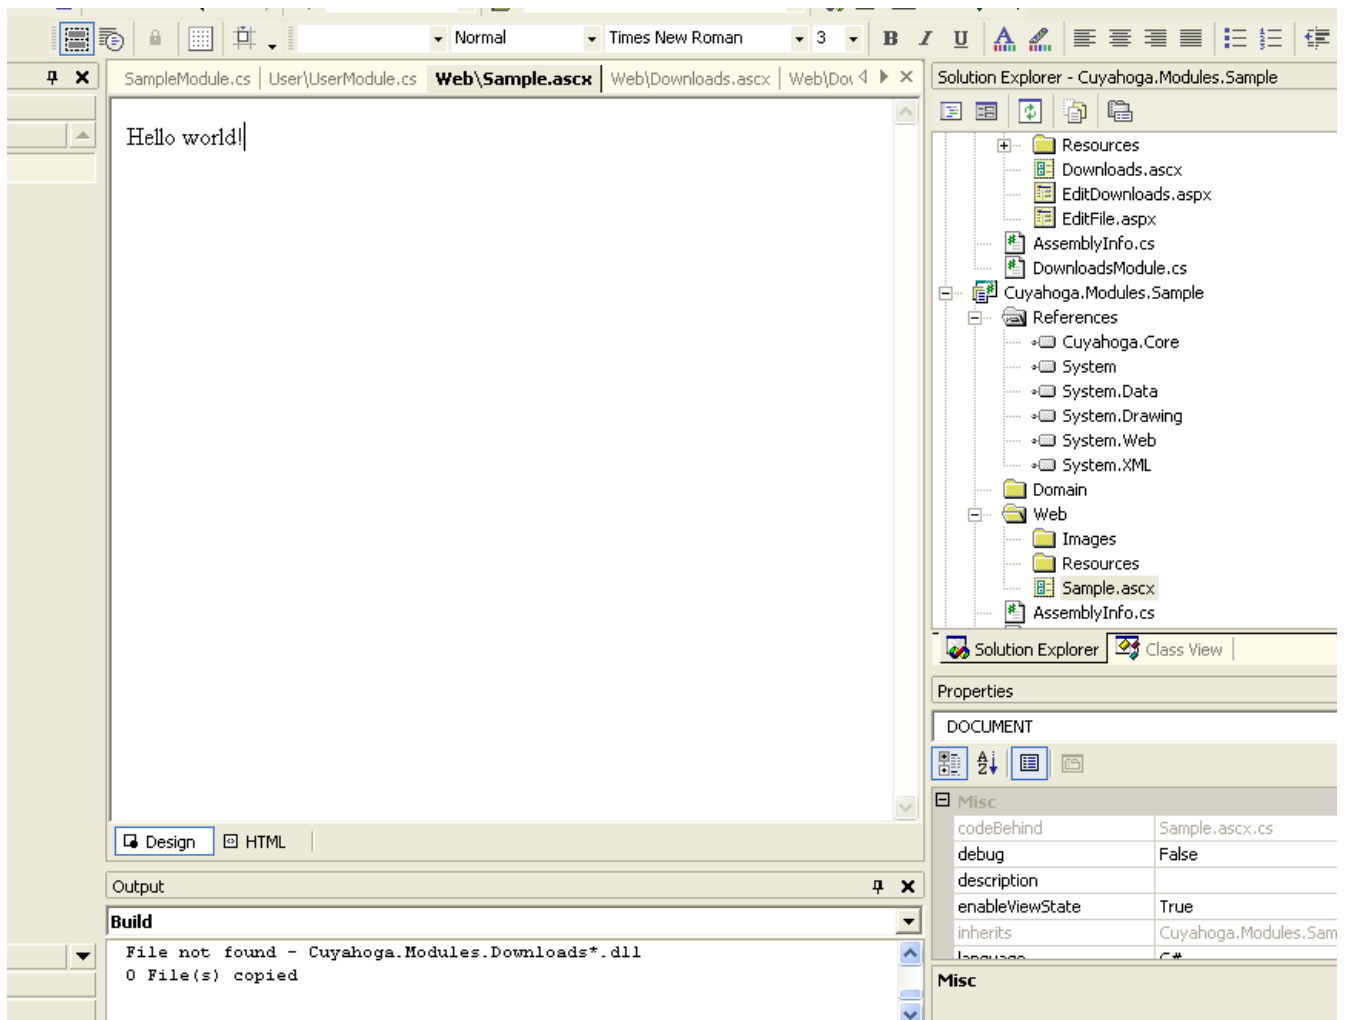 Normal Times New Roman 3 B I U
SampleModule.cs User\UserModule.cs Web\Sample.ascx Web\Downloads.ascx
Hello world!
Design HTML
Output
Build
File not found - Cuyahoga.Modules.Downloads*.dll
0 File(s) copied
Solution Explorer - Cuyahoga.Modules.Sample
Resources
Downloads.ascx
EditDownloads.aspx
EditFile.aspx
AssemblyInfo.cs
DownloadsModule.cs
Cuyahoga.Modules.Sample
References
Cuyahoga.Core
System
System.Data
System.Drawing
System.Web
System.XML
Domain
Web
Images
Resources
Sample.ascx
AssemblyInfo.cs
Solution Explorer Class View
Properties
DOCUMENT
Misc
codeBehind Sample.ascx.cs
debug False
description
enableViewState True
inherits Cuyahoga.Modules.Sam
language C#
Misc